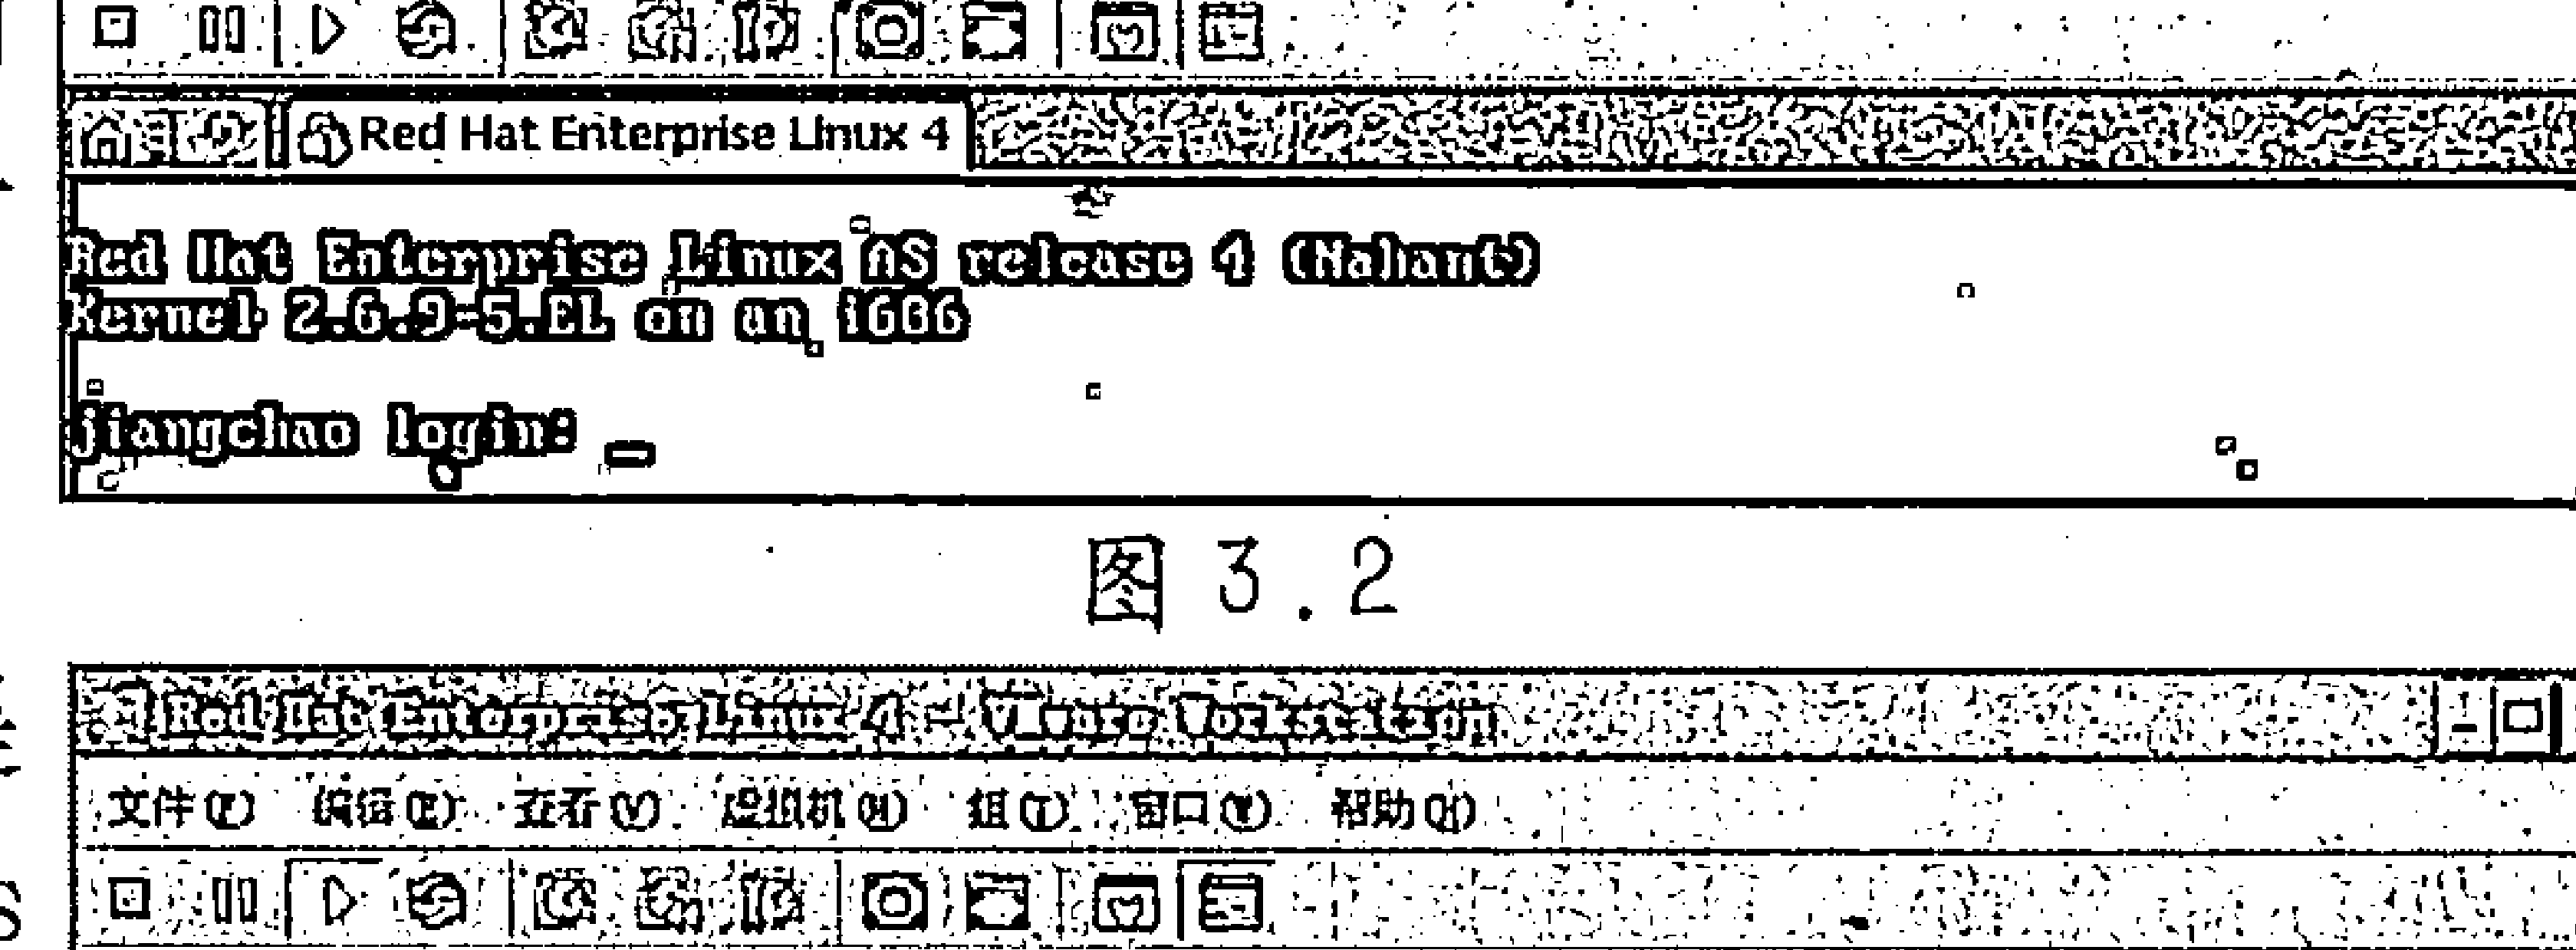 Red Hat Enterprise Linux 4
Red Hat Enterprise Linux AS release 4 (Nahant)
Kernel 2.6.9-5.EL on an i686
jiangchao login: _
图 3.2
Red Hat Enterprise Linux 4 - VMware Workstation
文件(F) 编辑(E) 查看(V) 虚拟机(M) 组(T) 窗口(W) 帮助(H)